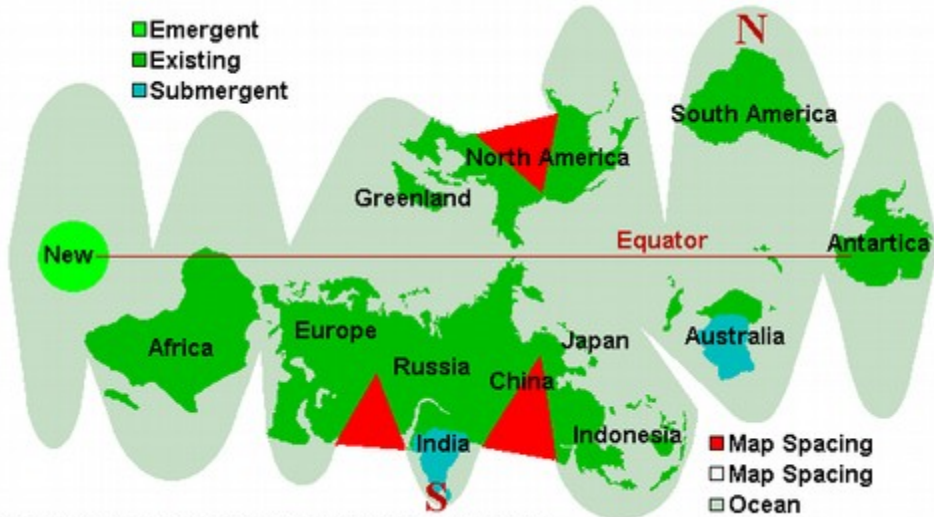 Emergent
Existing
Submergent
N
South America
North America
Greenland
New
Equator
Antartica
Europe
Africa
Russia
Japan
Australia
China
India
Indonesia
S
Map Spacing
Map Spacing
Ocean